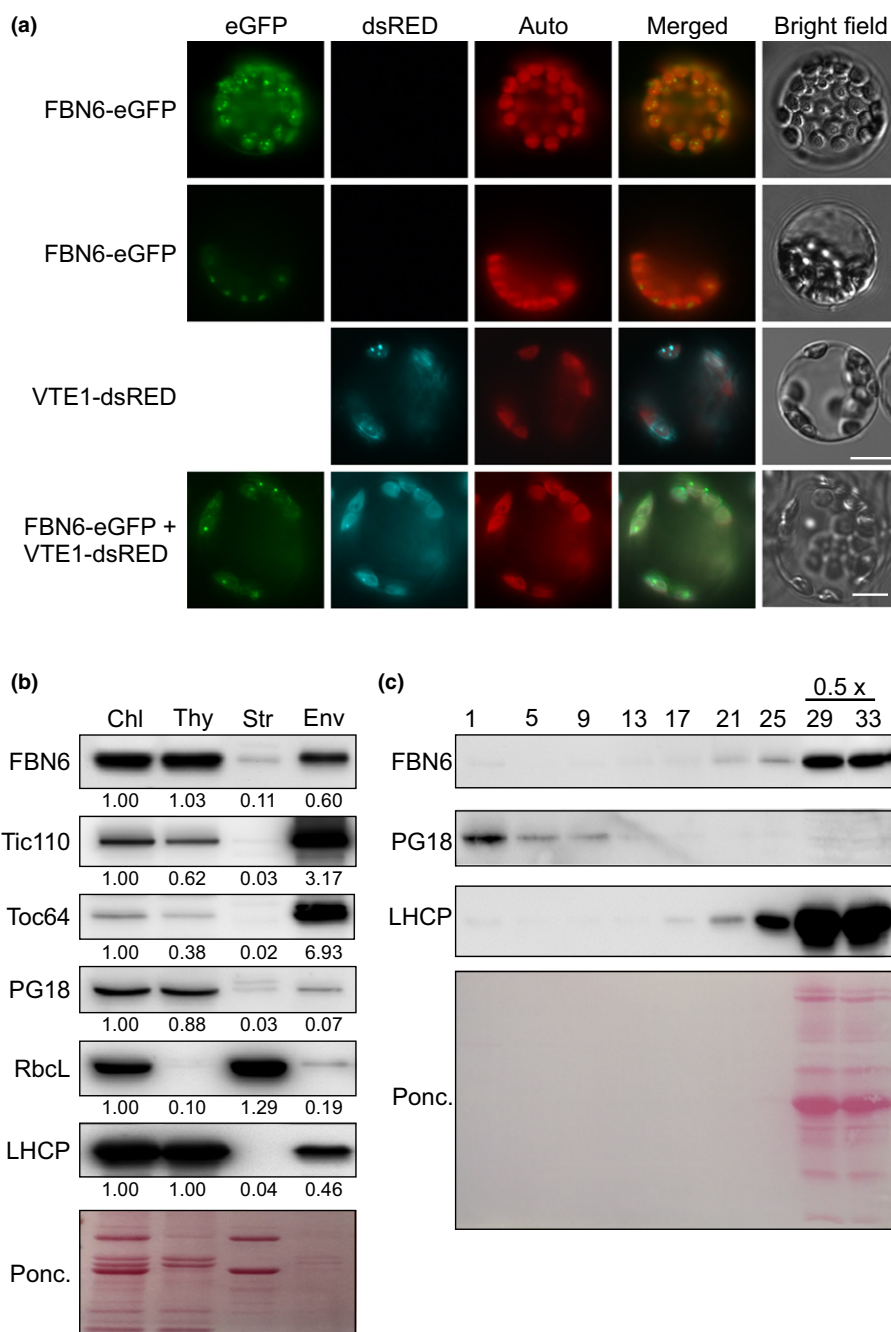 (a)
eGFP dsRED Auto Merged Bright field
FBN6-eGFP
FBN6-eGFP
VTE1-dsRED
FBN6-eGFP +
VTE1-dsRED
(b)
Chl Thy Str Env
FBN6
1.00 1.03 0.11 0.60
Tic110
1.00 0.62 0.03 3.17
Toc64
1.00 0.38 0.02 6.93
PG18
1.00 0.88 0.03 0.07
RbcL
1.00 0.10 1.29 0.19
LHCP
1.00 1.00 0.04 0.46
Ponc.
(c)
0.5 x
1 5 9 13 17 21 25 29 33
FBN6
PG18
LHCP
Ponc.